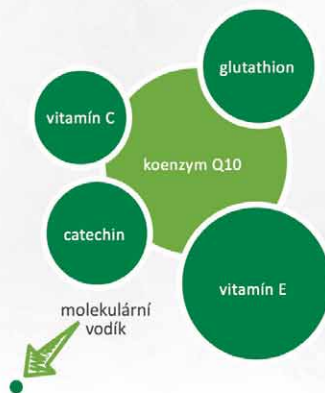 glutathion
vitamín C
koenzym Q10
catechin
vitamín E
molekulární
vodík